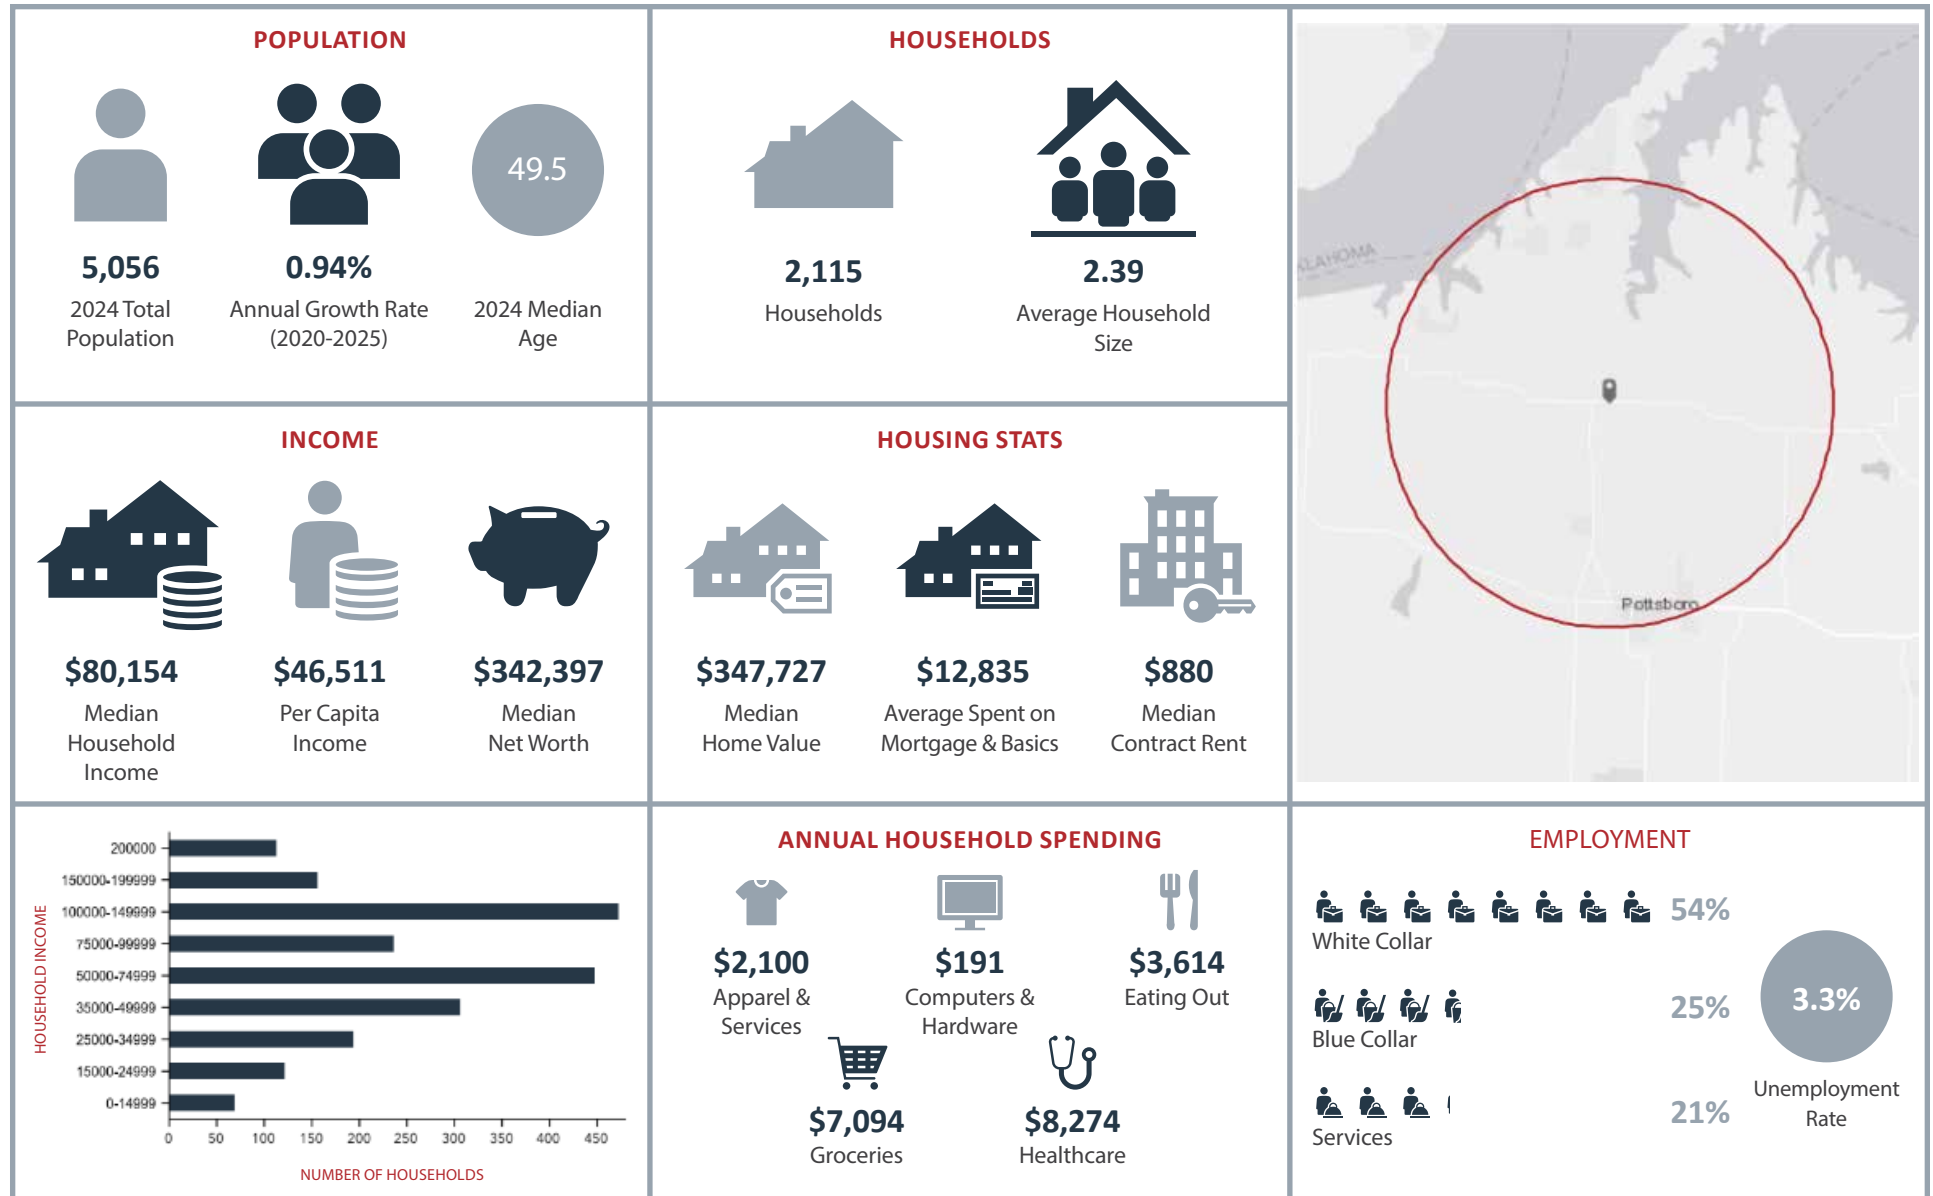 POPULATION
49.5
5,056
2024 Total
Population
0.94%
Annual Growth Rate
(2020-2025)
2024 Median
Age
HOUSEHOLDS
2,115
Households
2.39
Average Household
Size
ALAHOMA
Pottsboro
INCOME
$80,154
Median
Household
Income
$46,511
Per Capita
Income
$342,397
Median
Net Worth
HOUSING STATS
$347,727
Median
Home Value
$12,835
Average Spent on
Mortgage & Basics
$880
Median
Contract Rent
HOUSEHOLD INCOME
200000
150000-199999
100000-149999
75000-99999
50000-74999
35000-49999
25000-34999
15000-24999
0-14999
0 50 100 150 200 250 300 350 400 450
NUMBER OF HOUSEHOLDS
ANNUAL HOUSEHOLD SPENDING
$2,100
Apparel &
Services
$191
Computers &
Hardware
$3,614
Eating Out
$7,094
Groceries
$8,274
Healthcare
EMPLOYMENT
54%
White Collar
25%
Blue Collar
21%
Services
3.3%
Unemployment
Rate